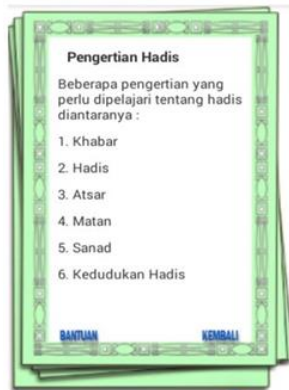 Pengertian Hadis
Beberapa pengertian yang
perlu dipelajari tentang hadis
diantaranya :
1. Khabar
2. Hadis
3. Atsar
4. Matan
5. Sanad
6. Kedudukan Hadis
BANTUAN KEMBALI